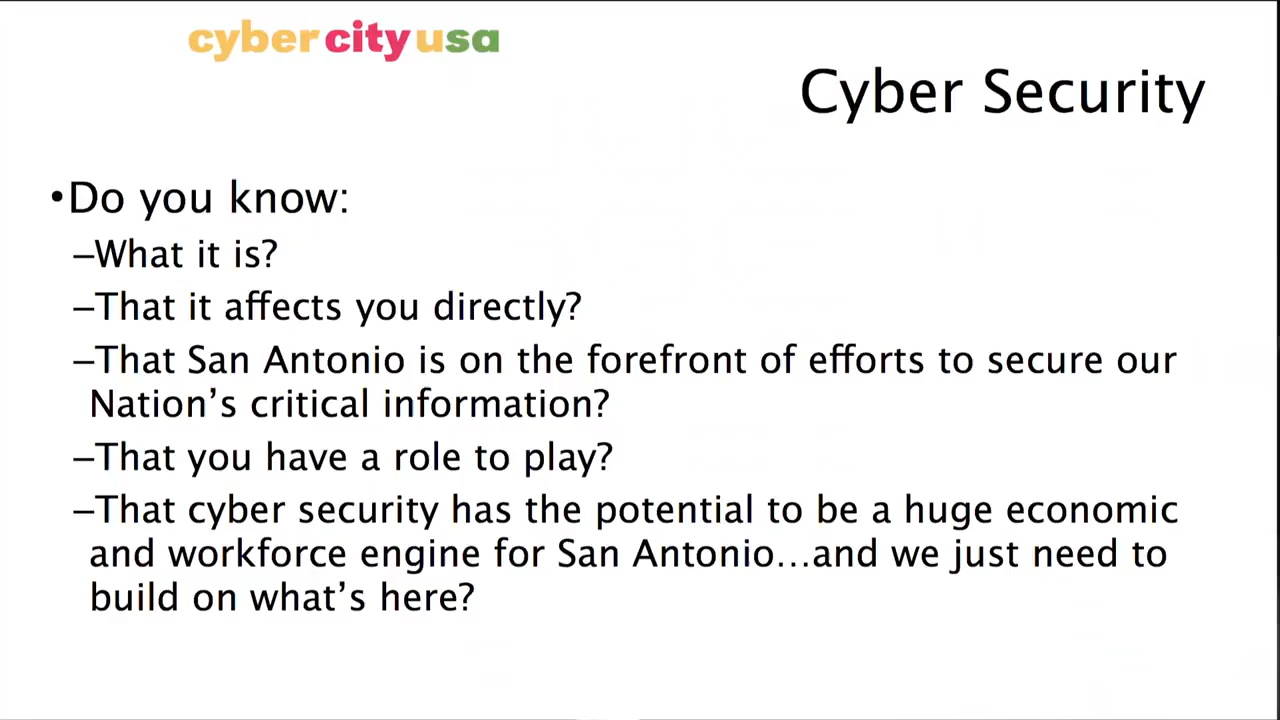 cyber city usa
Cyber Security
•Do you know:
–What it is?
–That it affects you directly?
–That San Antonio is on the forefront of efforts to secure our
Nation’s critical information?
–That you have a role to play?
–That cyber security has the potential to be a huge economic
and workforce engine for San Antonio…and we just need to
build on what’s here?